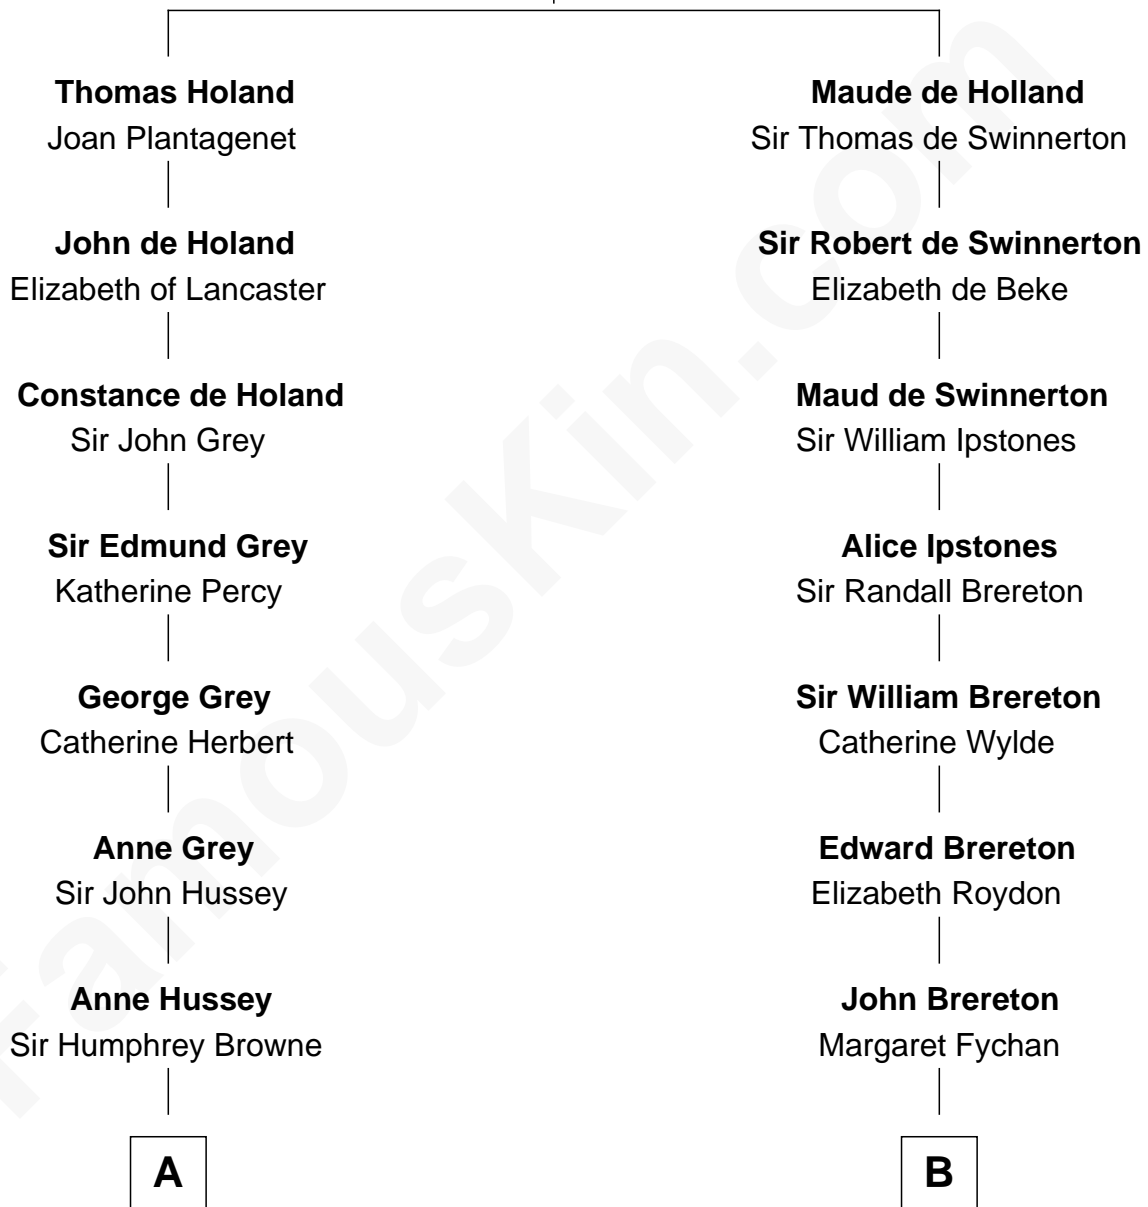 Thomas Holand
Joan Plantagenet
John de Holand
Elizabeth of Lancaster
Constance de Holand
Sir John Grey
Sir Edmund Grey
Katherine Percy
George Grey
Catherine Herbert
Anne Grey
Sir John Hussey
Anne Hussey
Sir Humphrey Browne
A
Maude de Holland
Sir Thomas de Swinnerton
Sir Robert de Swinnerton
Elizabeth de Beke
Maud de Swinnerton
Sir William Ipstones
Alice Ipstones
Sir Randall Brereton
Sir William Brereton
Catherine Wylde
Edward Brereton
Elizabeth Roydon
John Brereton
Margaret Fychan
B
FamousKin.com